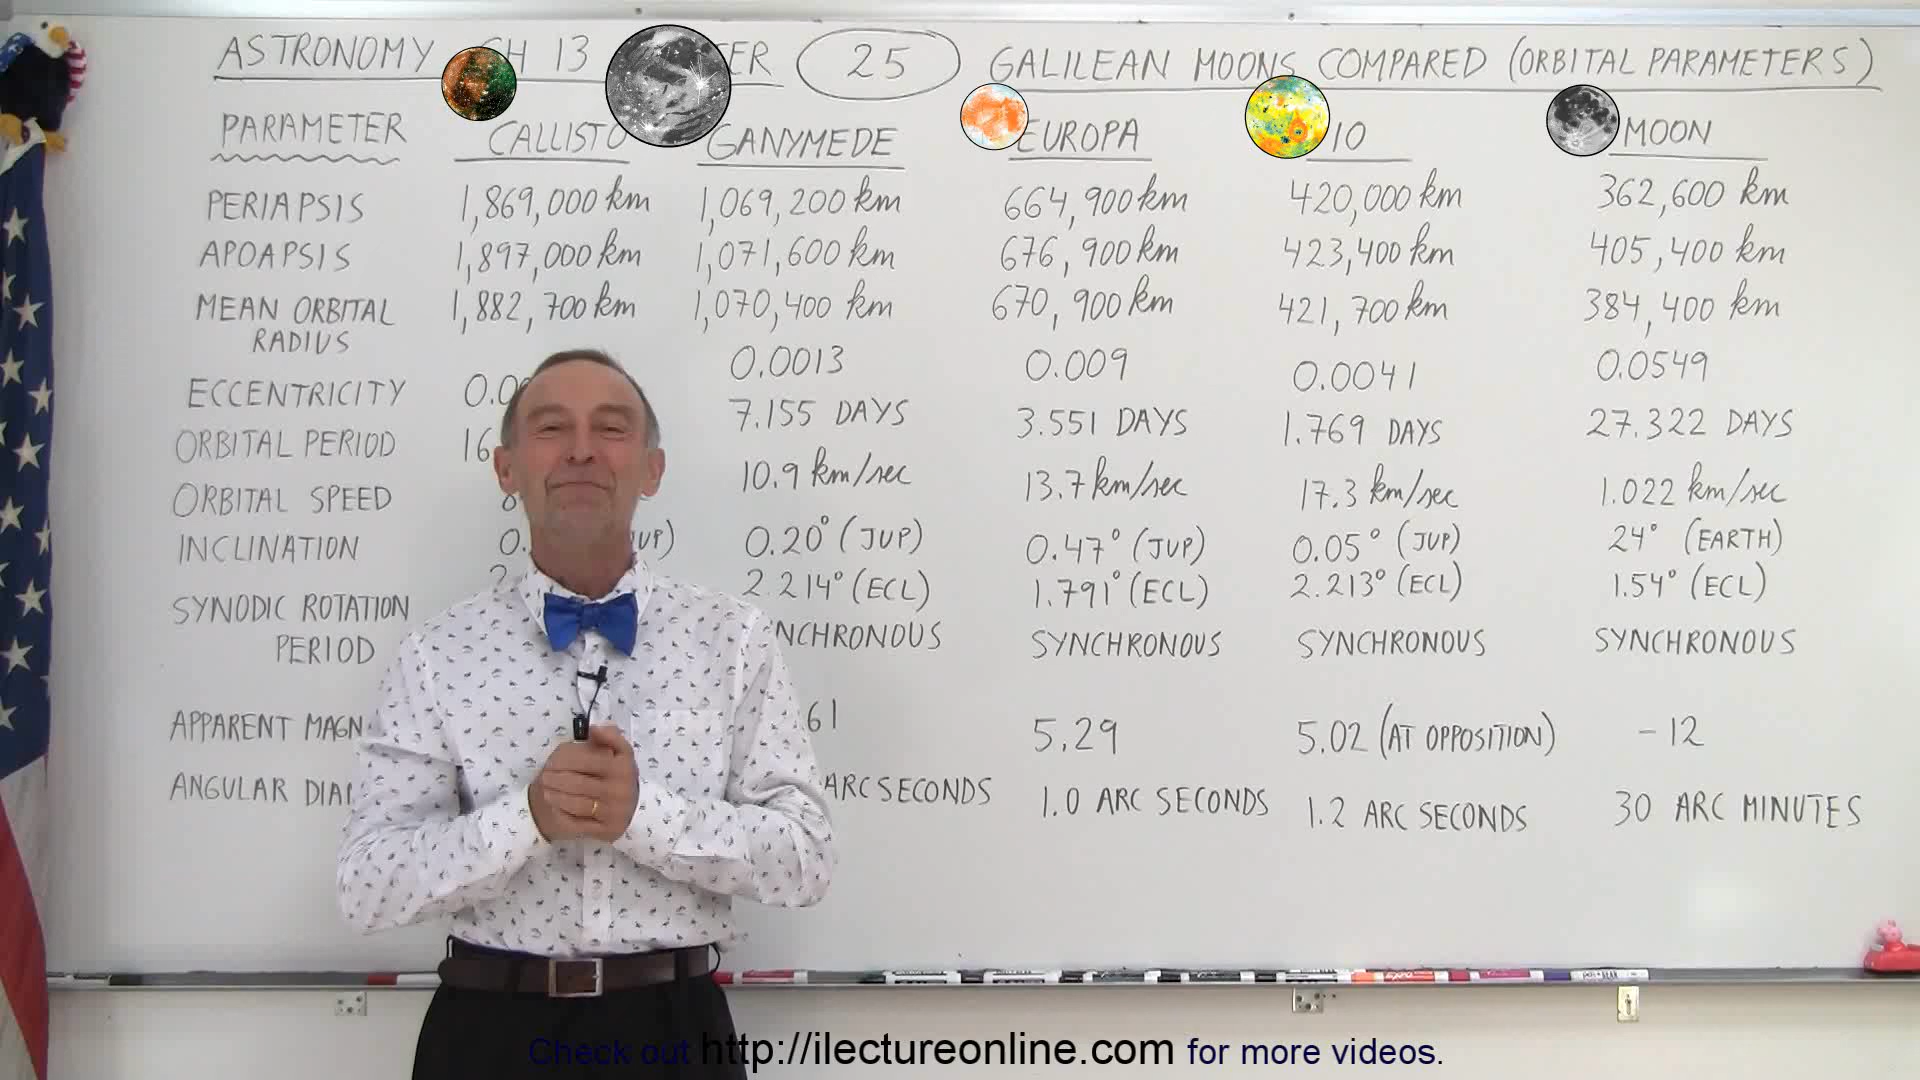 ASTRONOMY CH 13 25 GALILEAN MOONS COMPARED (ORBITAL PARAMETERS)
PARAMETER CALLISTO GANYMEDE EUROPA IO MOON
PERIAPSIS 1,869,000 km 1,069,200 km 664,900 km 420,000 km 362,600 km
APOAPSIS 1,897,000 km 1,071,600 km 676,900 km 423,400 km 405,400 km
MEAN ORBITAL RADIUS 1,882,700 km 1,070,400 km 670,900 km 421,700 km 384,400 km
ECCENTRICITY 0.0013 0.009 0.0041 0.0549
ORBITAL PERIOD 7.155 DAYS 3.551 DAYS 1.769 DAYS 27.322 DAYS
ORBITAL SPEED 10.9 km/sec 13.7 km/sec 17.3 km/sec 1.022 km/sec
INCLINATION 0.20° (JUP) 0.47° (JUP) 0.05° (JUP) 24° (EARTH)
2.214° (ECL) 1.791° (ECL) 2.213° (ECL) 1.54° (ECL)
SYNODIC ROTATION PERIOD SYNCHRONOUS SYNCHRONOUS SYNCHRONOUS
APPARENT 61 5.29 5.02 (AT OPPOSITION) -12
ANGULAR ARC SECONDS 1.0 ARC SECONDS 1.2 ARC SECONDS 30 ARC MINUTES
Check out http://ilectureonline.com for more videos.